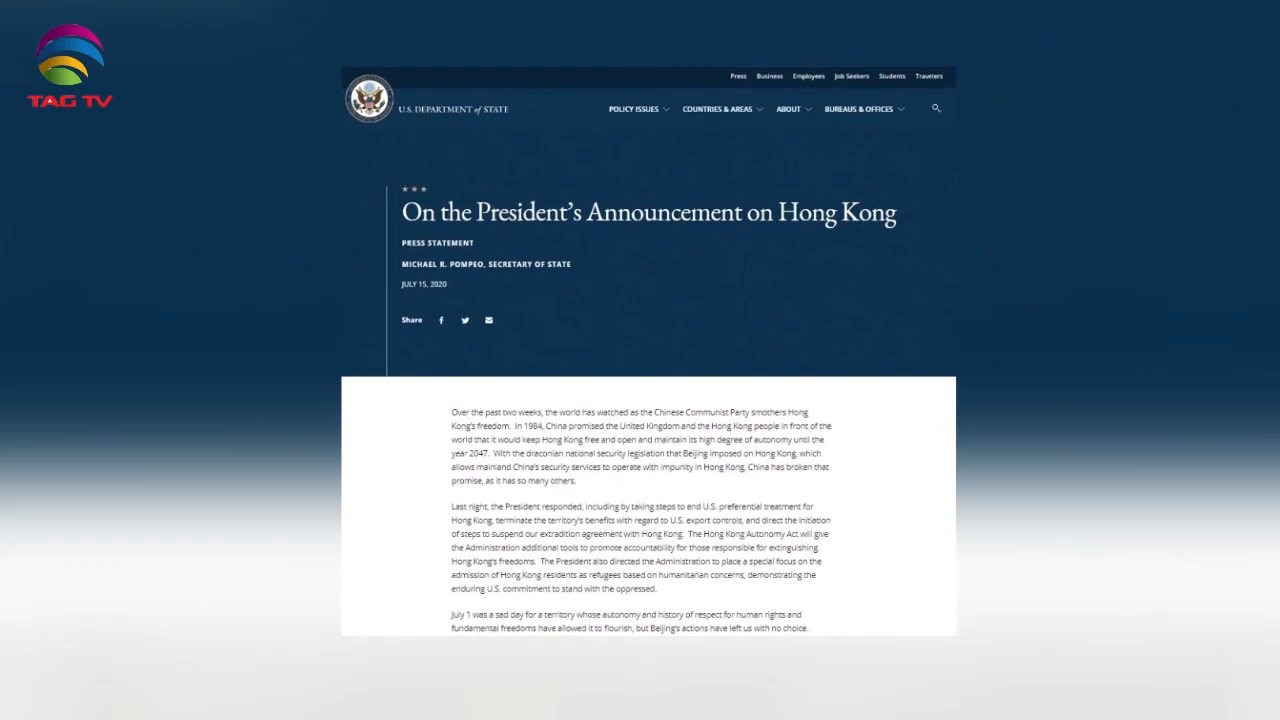 TAG TV
Press Business Employees Job Seekers Students Travelers
U.S. DEPARTMENT of STATE
POLICY ISSUES COUNTRIES & AREAS ABOUT BUREAUS & OFFICES
On the President's Announcement on Hong Kong
PRESS STATEMENT
MICHAEL R. POMPEO, SECRETARY OF STATE
JULY 15, 2020
Share
Over the past two weeks, the world has watched as the Chinese Communist Party smothers Hong
Kong's freedom. In 1984, China promised the United Kingdom and the Hong Kong people in front of the
world that it would keep Hong Kong free and open and maintain its high degree of autonomy until the
year 2047. With the draconian national security legislation that Beijing imposed on Hong Kong, which
allows mainland China's security services to operate with impunity in Hong Kong, China has broken that
promise, as it has so many others.
Last night, the President responded, including by taking steps to end U.S. preferential treatment for
Hong Kong, terminate the territory's benefits with regard to U.S. export controls, and direct the initiation
of steps to suspend our extradition agreement with Hong Kong. The Hong Kong Autonomy Act will give
the Administration additional tools to promote accountability for those responsible for extinguishing
Hong Kong's freedoms. The President also directed the Administration to place a special focus on the
admission of Hong Kong residents as refugees based on humanitarian concerns, demonstrating the
enduring U.S. commitment to stand with the oppressed.
July 1 was a sad day for a territory whose autonomy and history of respect for human rights and
fundamental freedoms have allowed it to flourish, but Beijing's actions have left us with no choice.